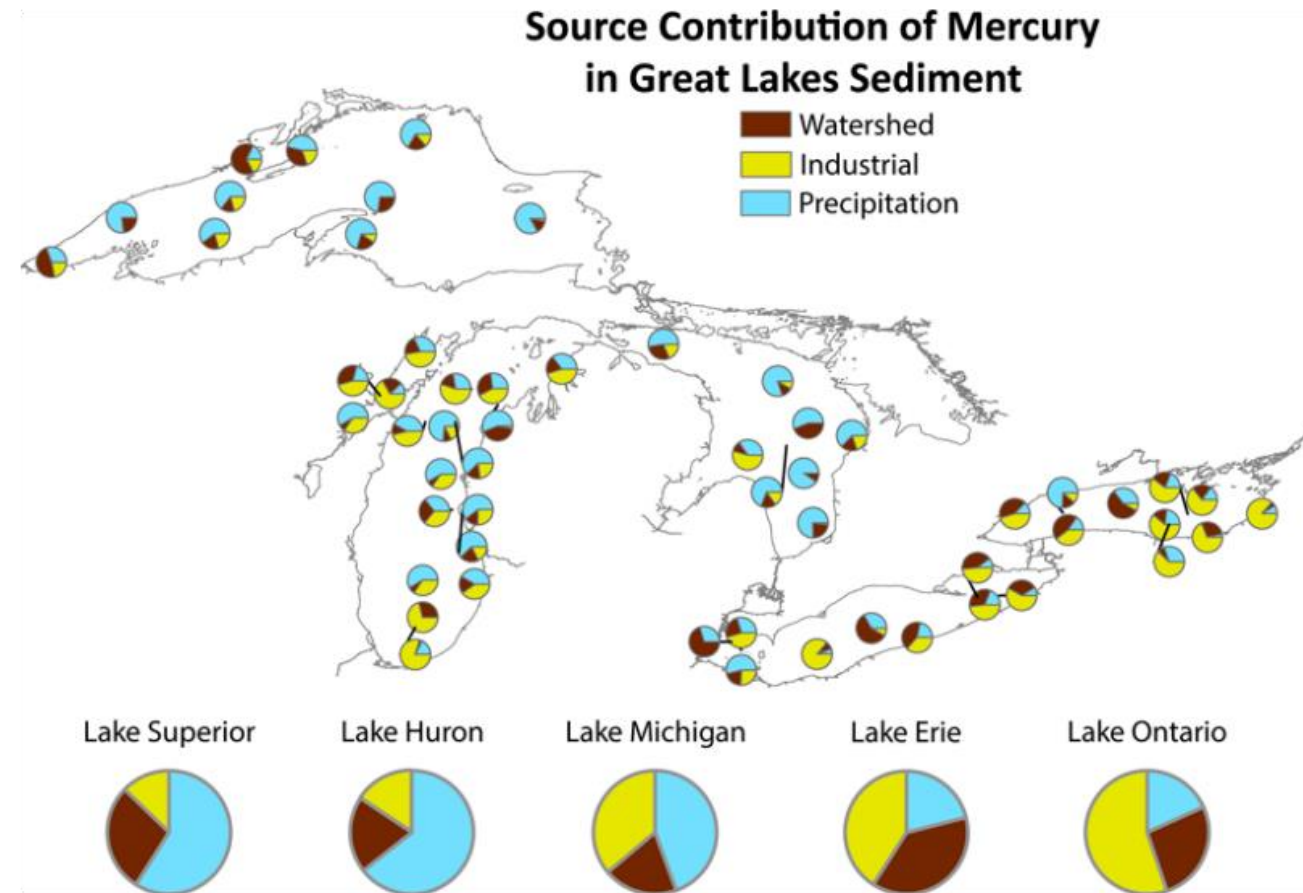 Source Contribution of Mercury
in Great Lakes Sediment
Watershed
Industrial
Precipitation
Lake Superior
Lake Huron
Lake Michigan
Lake Erie
Lake Ontario